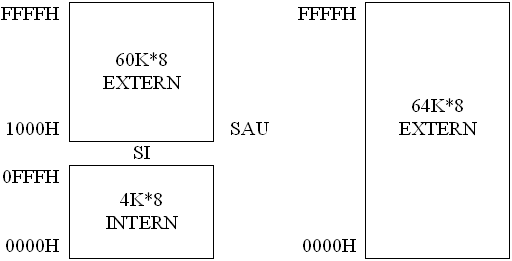 FFFFH
60K*8
EXTERN
1000H
SI
0FFFH
4K*8
INTERN
0000H
SAU
FFFFH
64K*8
EXTERN
0000H